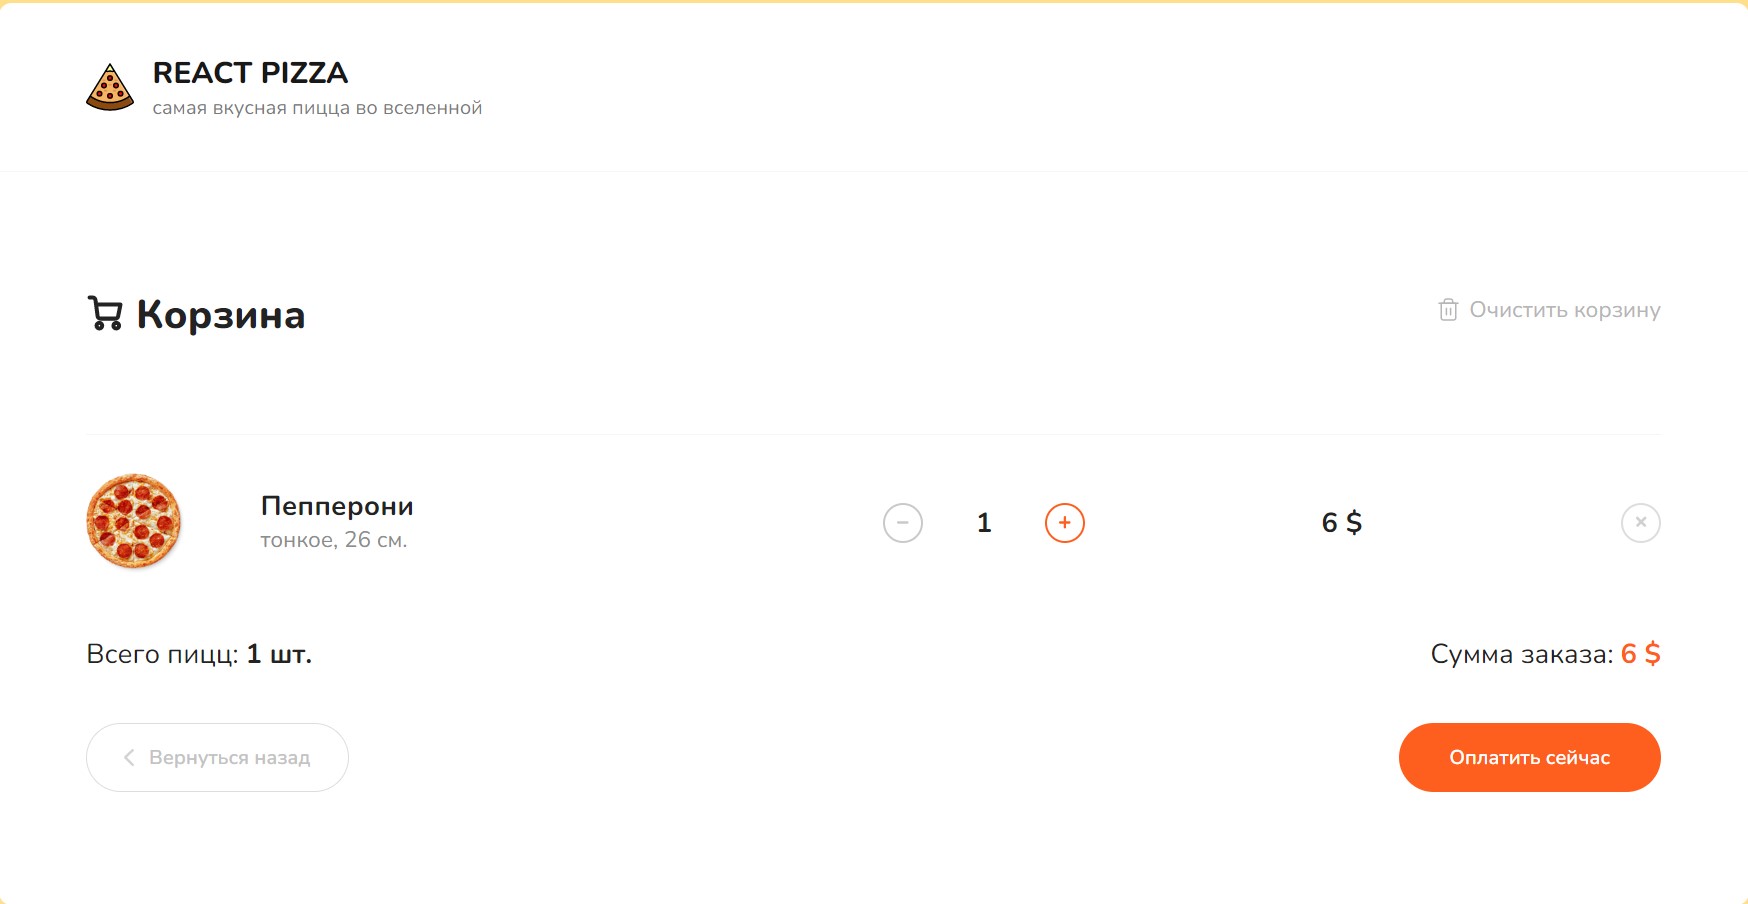 REACT PIZZA
самая вкусная пицца во вселенной
Корзина
Очистить корзину
Пепперони
тонкое, 26 см.
1
6 $
Всего пицц: 1 шт.
Сумма заказа: 6 $
Вернуться назад
Оплатить сейчас